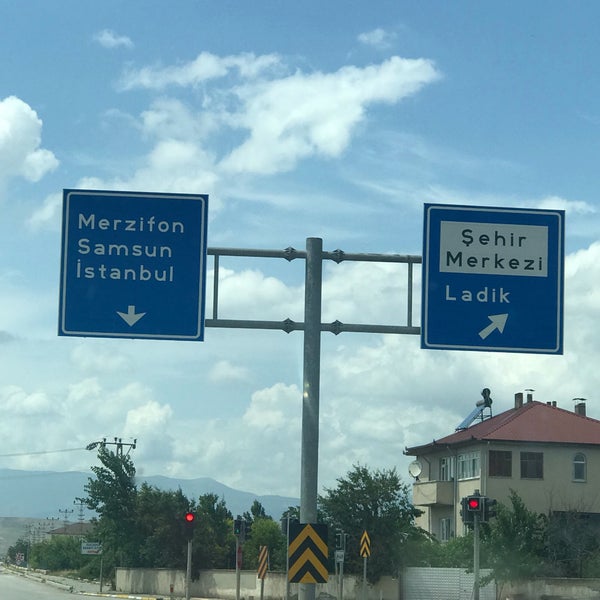 Merzifon
Samsun
İstanbul
Şehir
Merkezi
Ladik